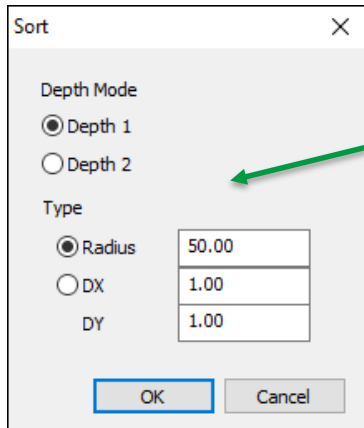 Sort
Depth Mode
Depth 1
Depth 2
Type
Radius 50.00
DX 1.00
DY 1.00
OK Cancel